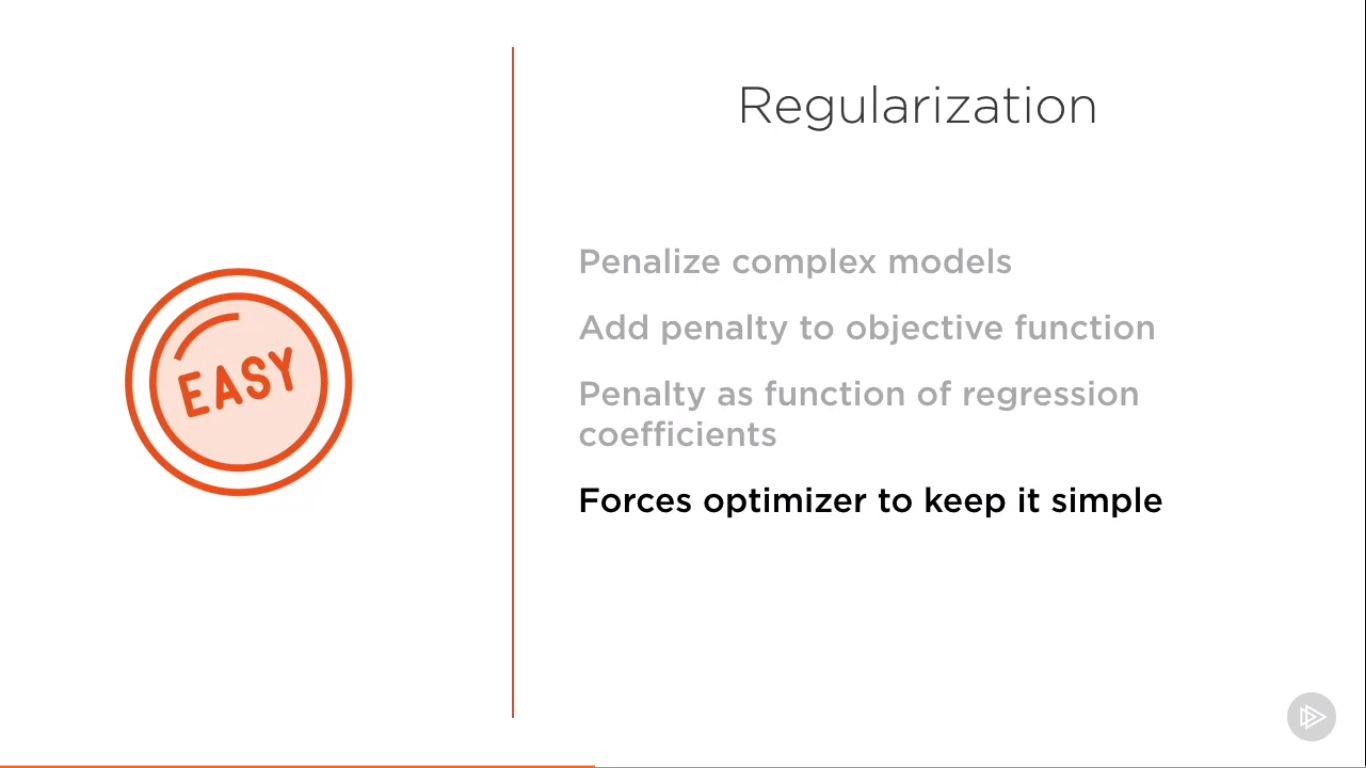 Regularization
EASY
Penalize complex models
Add penalty to objective function
Penalty as function of regression
coefficients
Forces optimizer to keep it simple